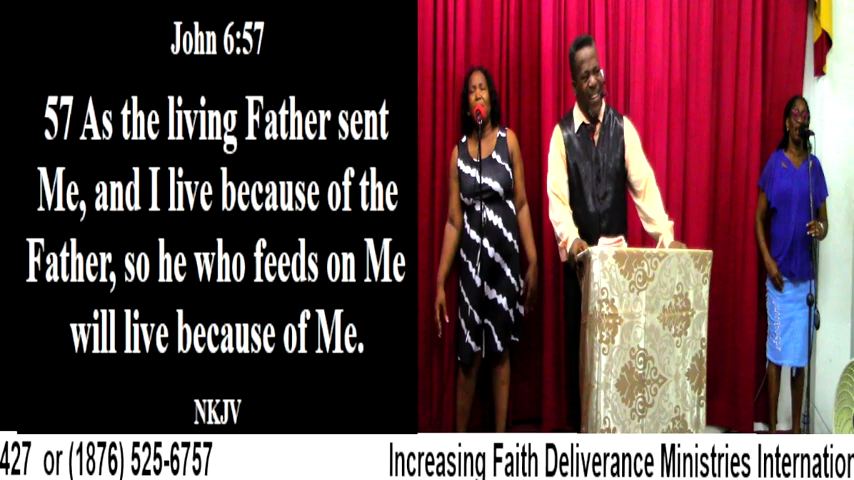 John 6:57
57 As the living Father sent
Me, and I live because of the
Father, so he who feeds on Me
will live because of Me.
NKJV
427 or (1876) 525-6757
Increasing Faith Deliverance Ministries Internation